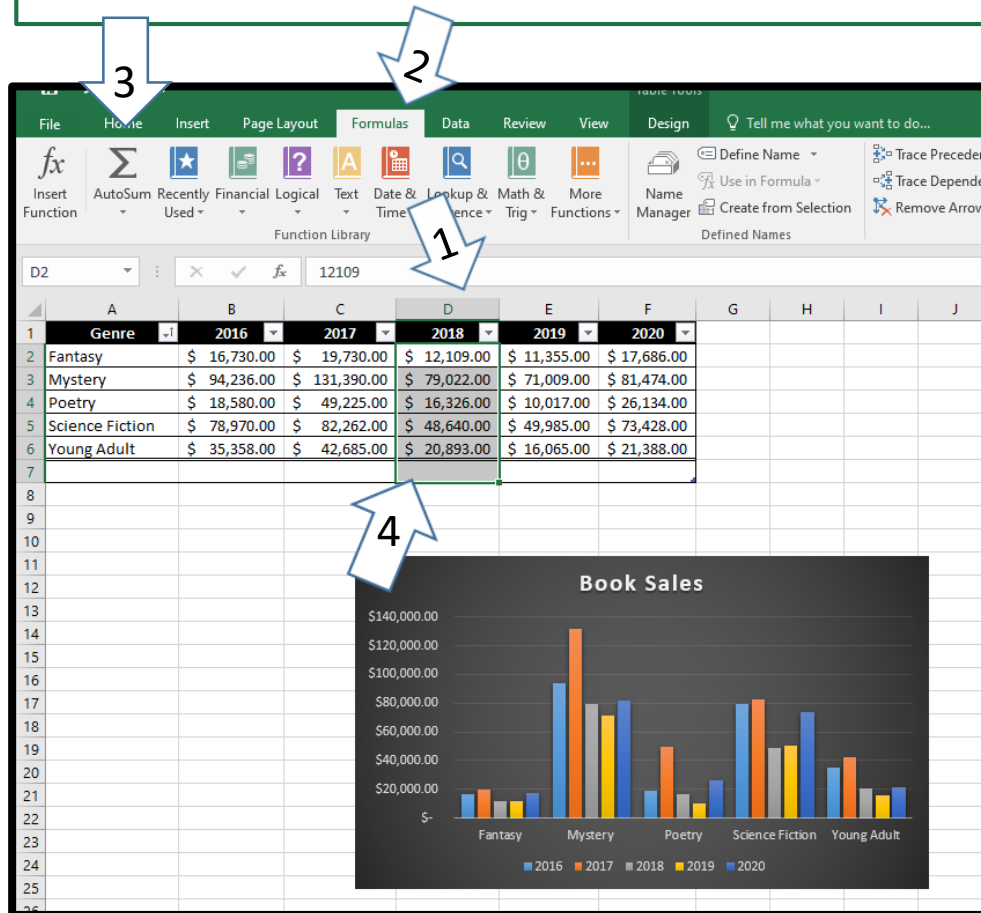 3
2
File Home Insert Page Layout Formulas Data Review View Design Tell me what you want to do...
fx
Insert Function
AutoSum
Recently Used
Financial
Logical
Text
Date & Time
Lookup &
Math & Trig
More Functions
Name Manager
Define Name
Use in Formula
Create from Selection
Trace
Trace
Remove
Function Library Defined Names
1
D2 fx 12109
A B C D E F G H I J
1 Genre 2016 2017 2018 2019 2020
2 Fantasy $ 16,730.00 $ 19,730.00 $ 12,109.00 $ 11,355.00 $ 17,686.00
3 Mystery $ 94,236.00 $ 131,390.00 $ 79,022.00 $ 71,009.00 $ 81,474.00
4 Poetry $ 18,580.00 $ 49,225.00 $ 16,326.00 $ 10,017.00 $ 26,134.00
5 Science Fiction $ 78,970.00 $ 82,262.00 $ 48,640.00 $ 49,985.00 $ 73,428.00
6 Young Adult $ 35,358.00 $ 42,685.00 $ 20,893.00 $ 16,065.00 $ 21,388.00
7
8
9
10
4
11
12
13
14
15
16
17
18
19
20
21
22
23
24
25
Book Sales
$140,000.00
$120,000.00
$100,000.00
$80,000.00
$60,000.00
$40,000.00
$20,000.00
$-
Fantasy Mystery Poetry Science Fiction Young Adult
2016 2017 2018 2019 2020